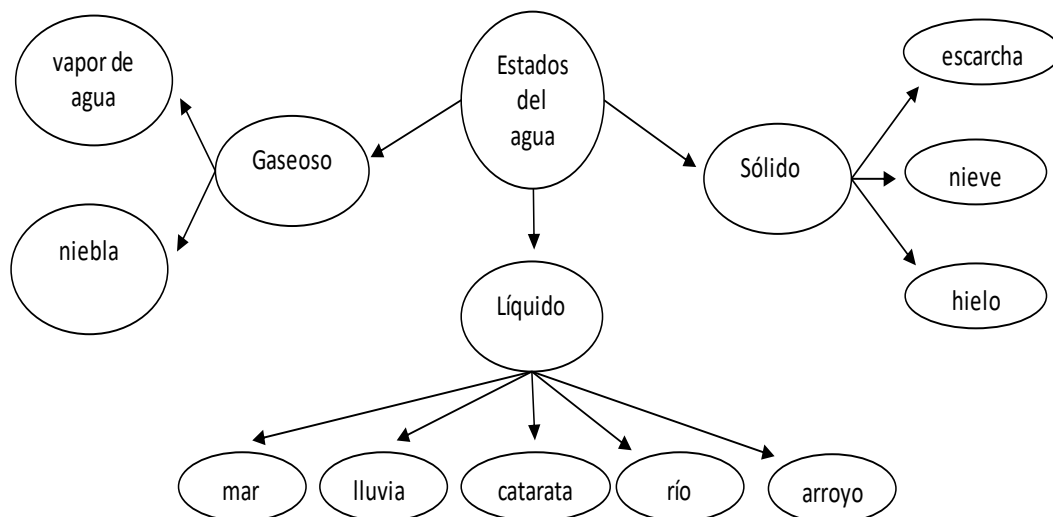 Estados
del
agua
Gaseoso
vapor de
agua
niebla
Líquido
mar
lluvia
catarata
río
arroyo
Sólido
escarcha
nieve
hielo